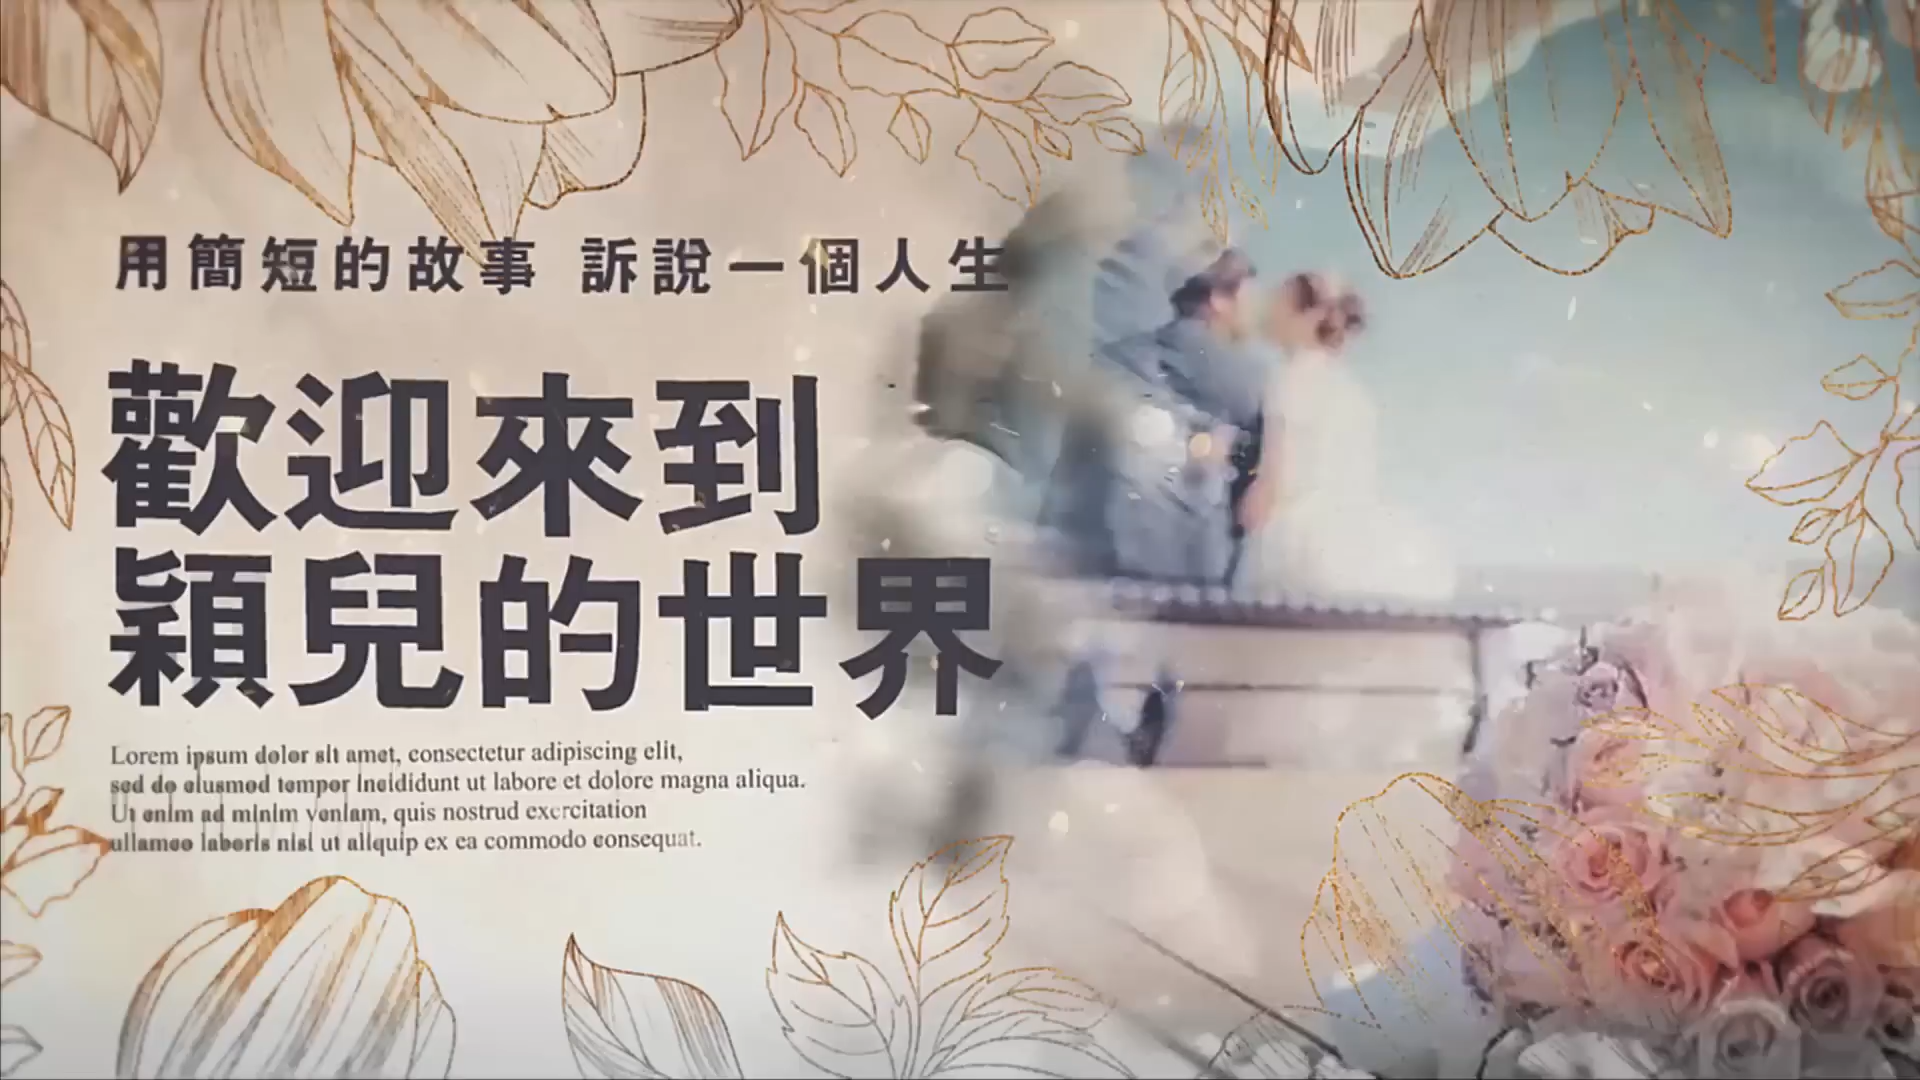 用簡短的故事 訴說一個人生
歡迎來到
穎兒的世界
Lorem ipsum dolor sit amet, consectetur adipiscing elit,
sed do eiusmod tempor incididunt ut labore et dolore magna aliqua.
Ut enim ad minim veniam, quis nostrud exercitation
ullamco laboris nisi ut aliquip ex ea commodo consequat.